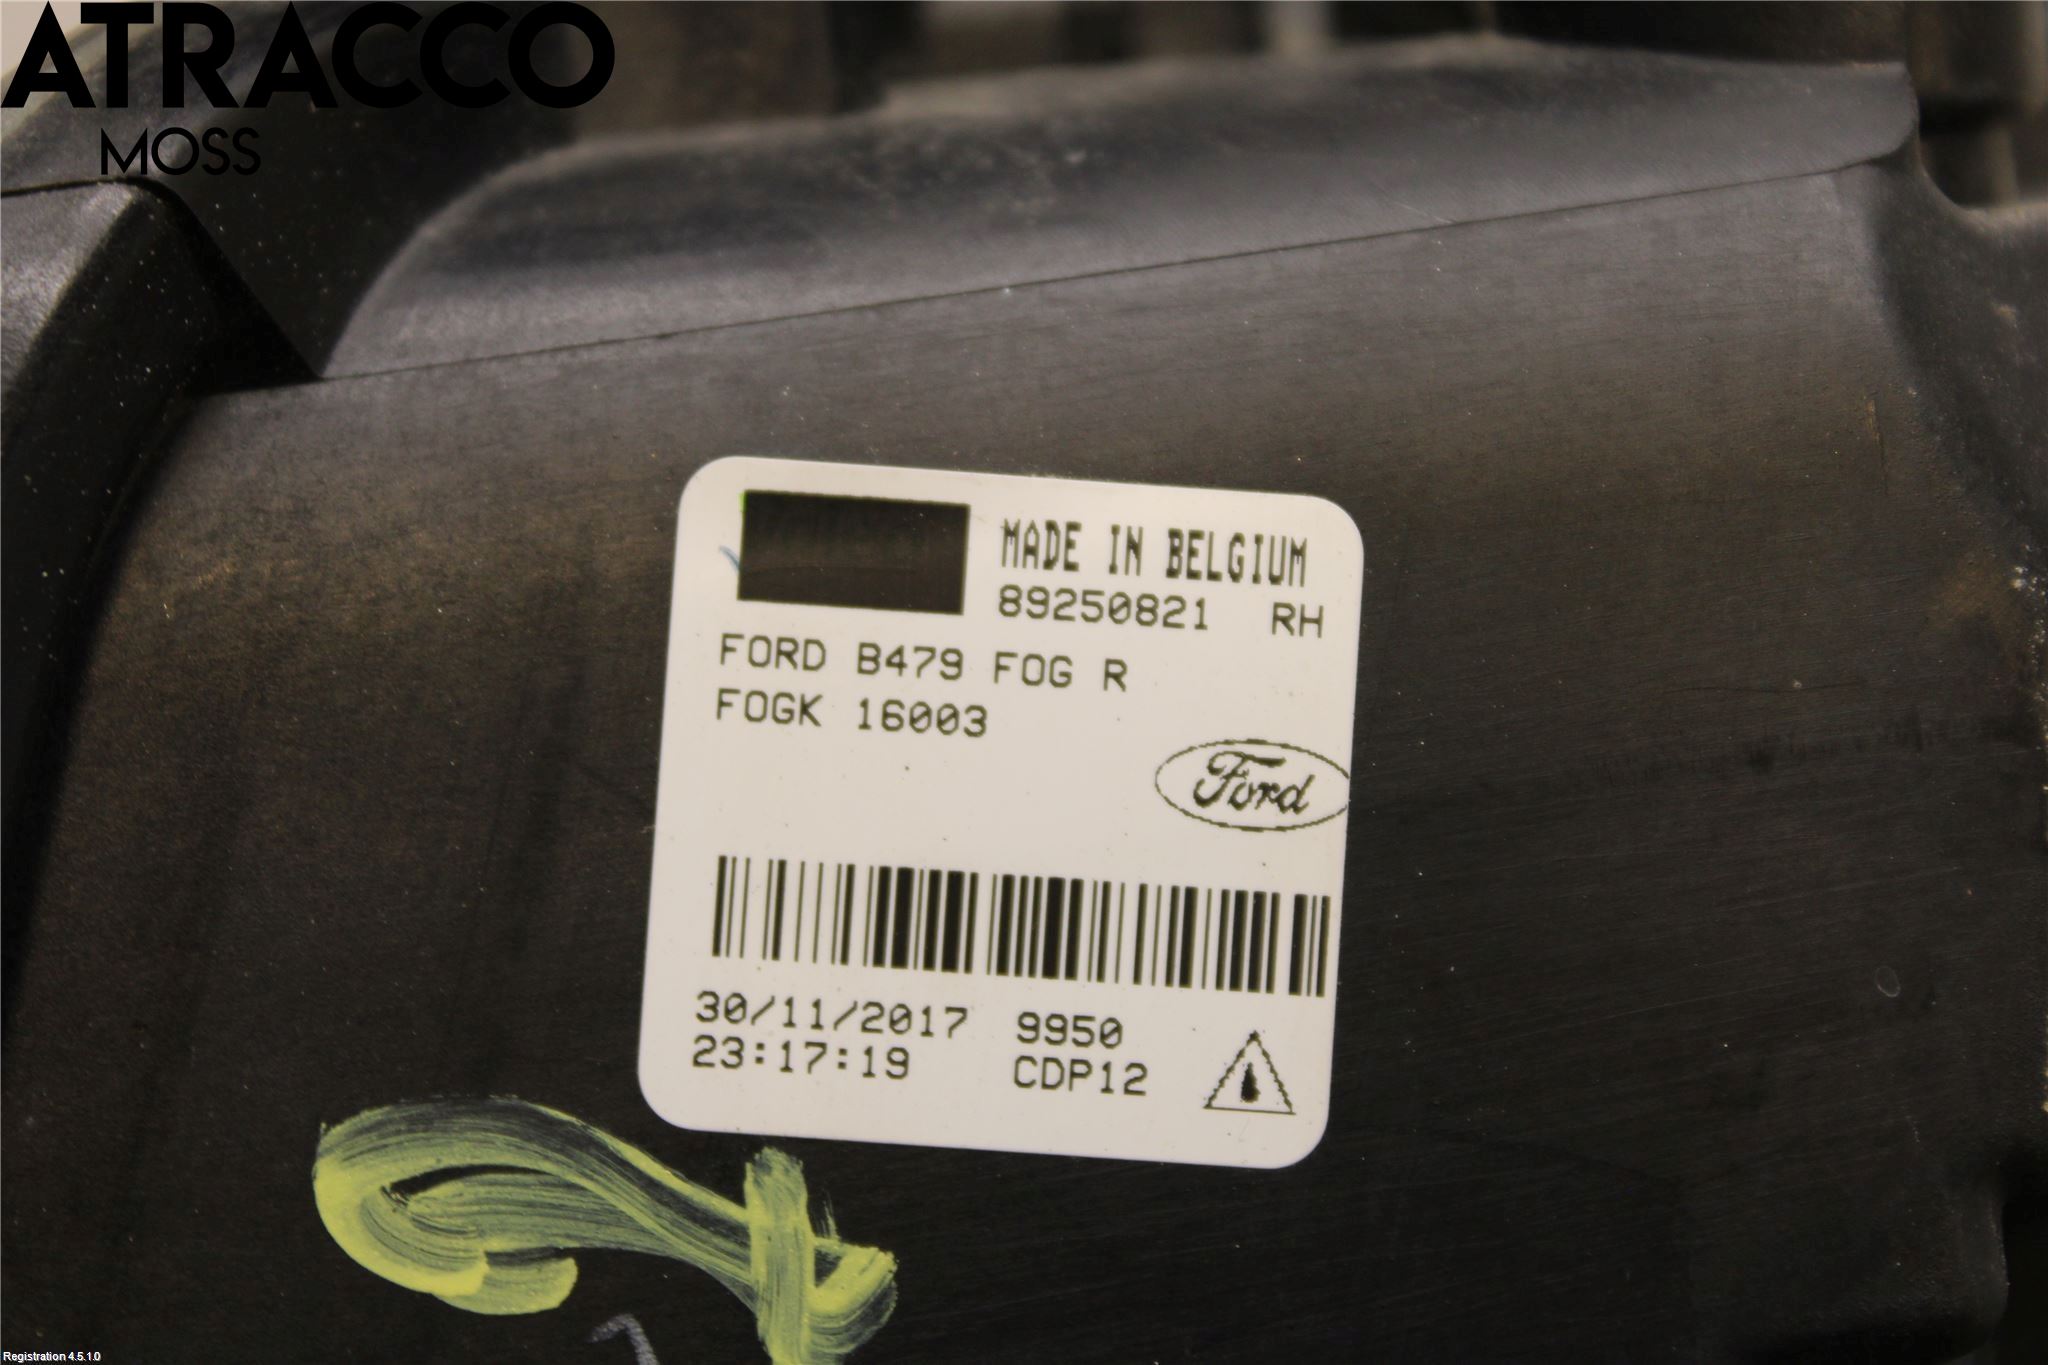 ATRACCO
MOSS
MADE IN BELGIUM
89250821 RH
FORD B479 FOG R
FOGK 16003
Ford
30/11/2017 9950
23:17:19 CDP12
Registration 4.5.1.0